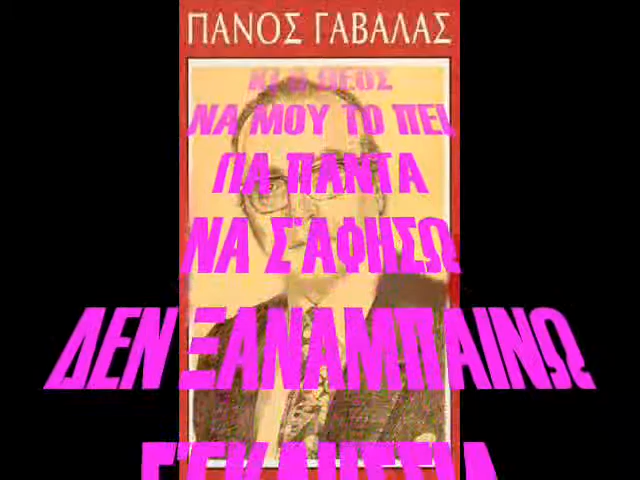 ΠΑΝΟΣ ΓΑΒΑΛΑΣ
ΚΙ Ο ΘΕΟΣ
ΝΑ ΜΟΥ ΤΟ ΠΕΙ
ΓΙΑ ΠΑΝΤΑ
ΝΑ Σ'ΑΦΗΣΩ
ΔΕΝ ΞΑΝΑΜΠΑΙΝΩ